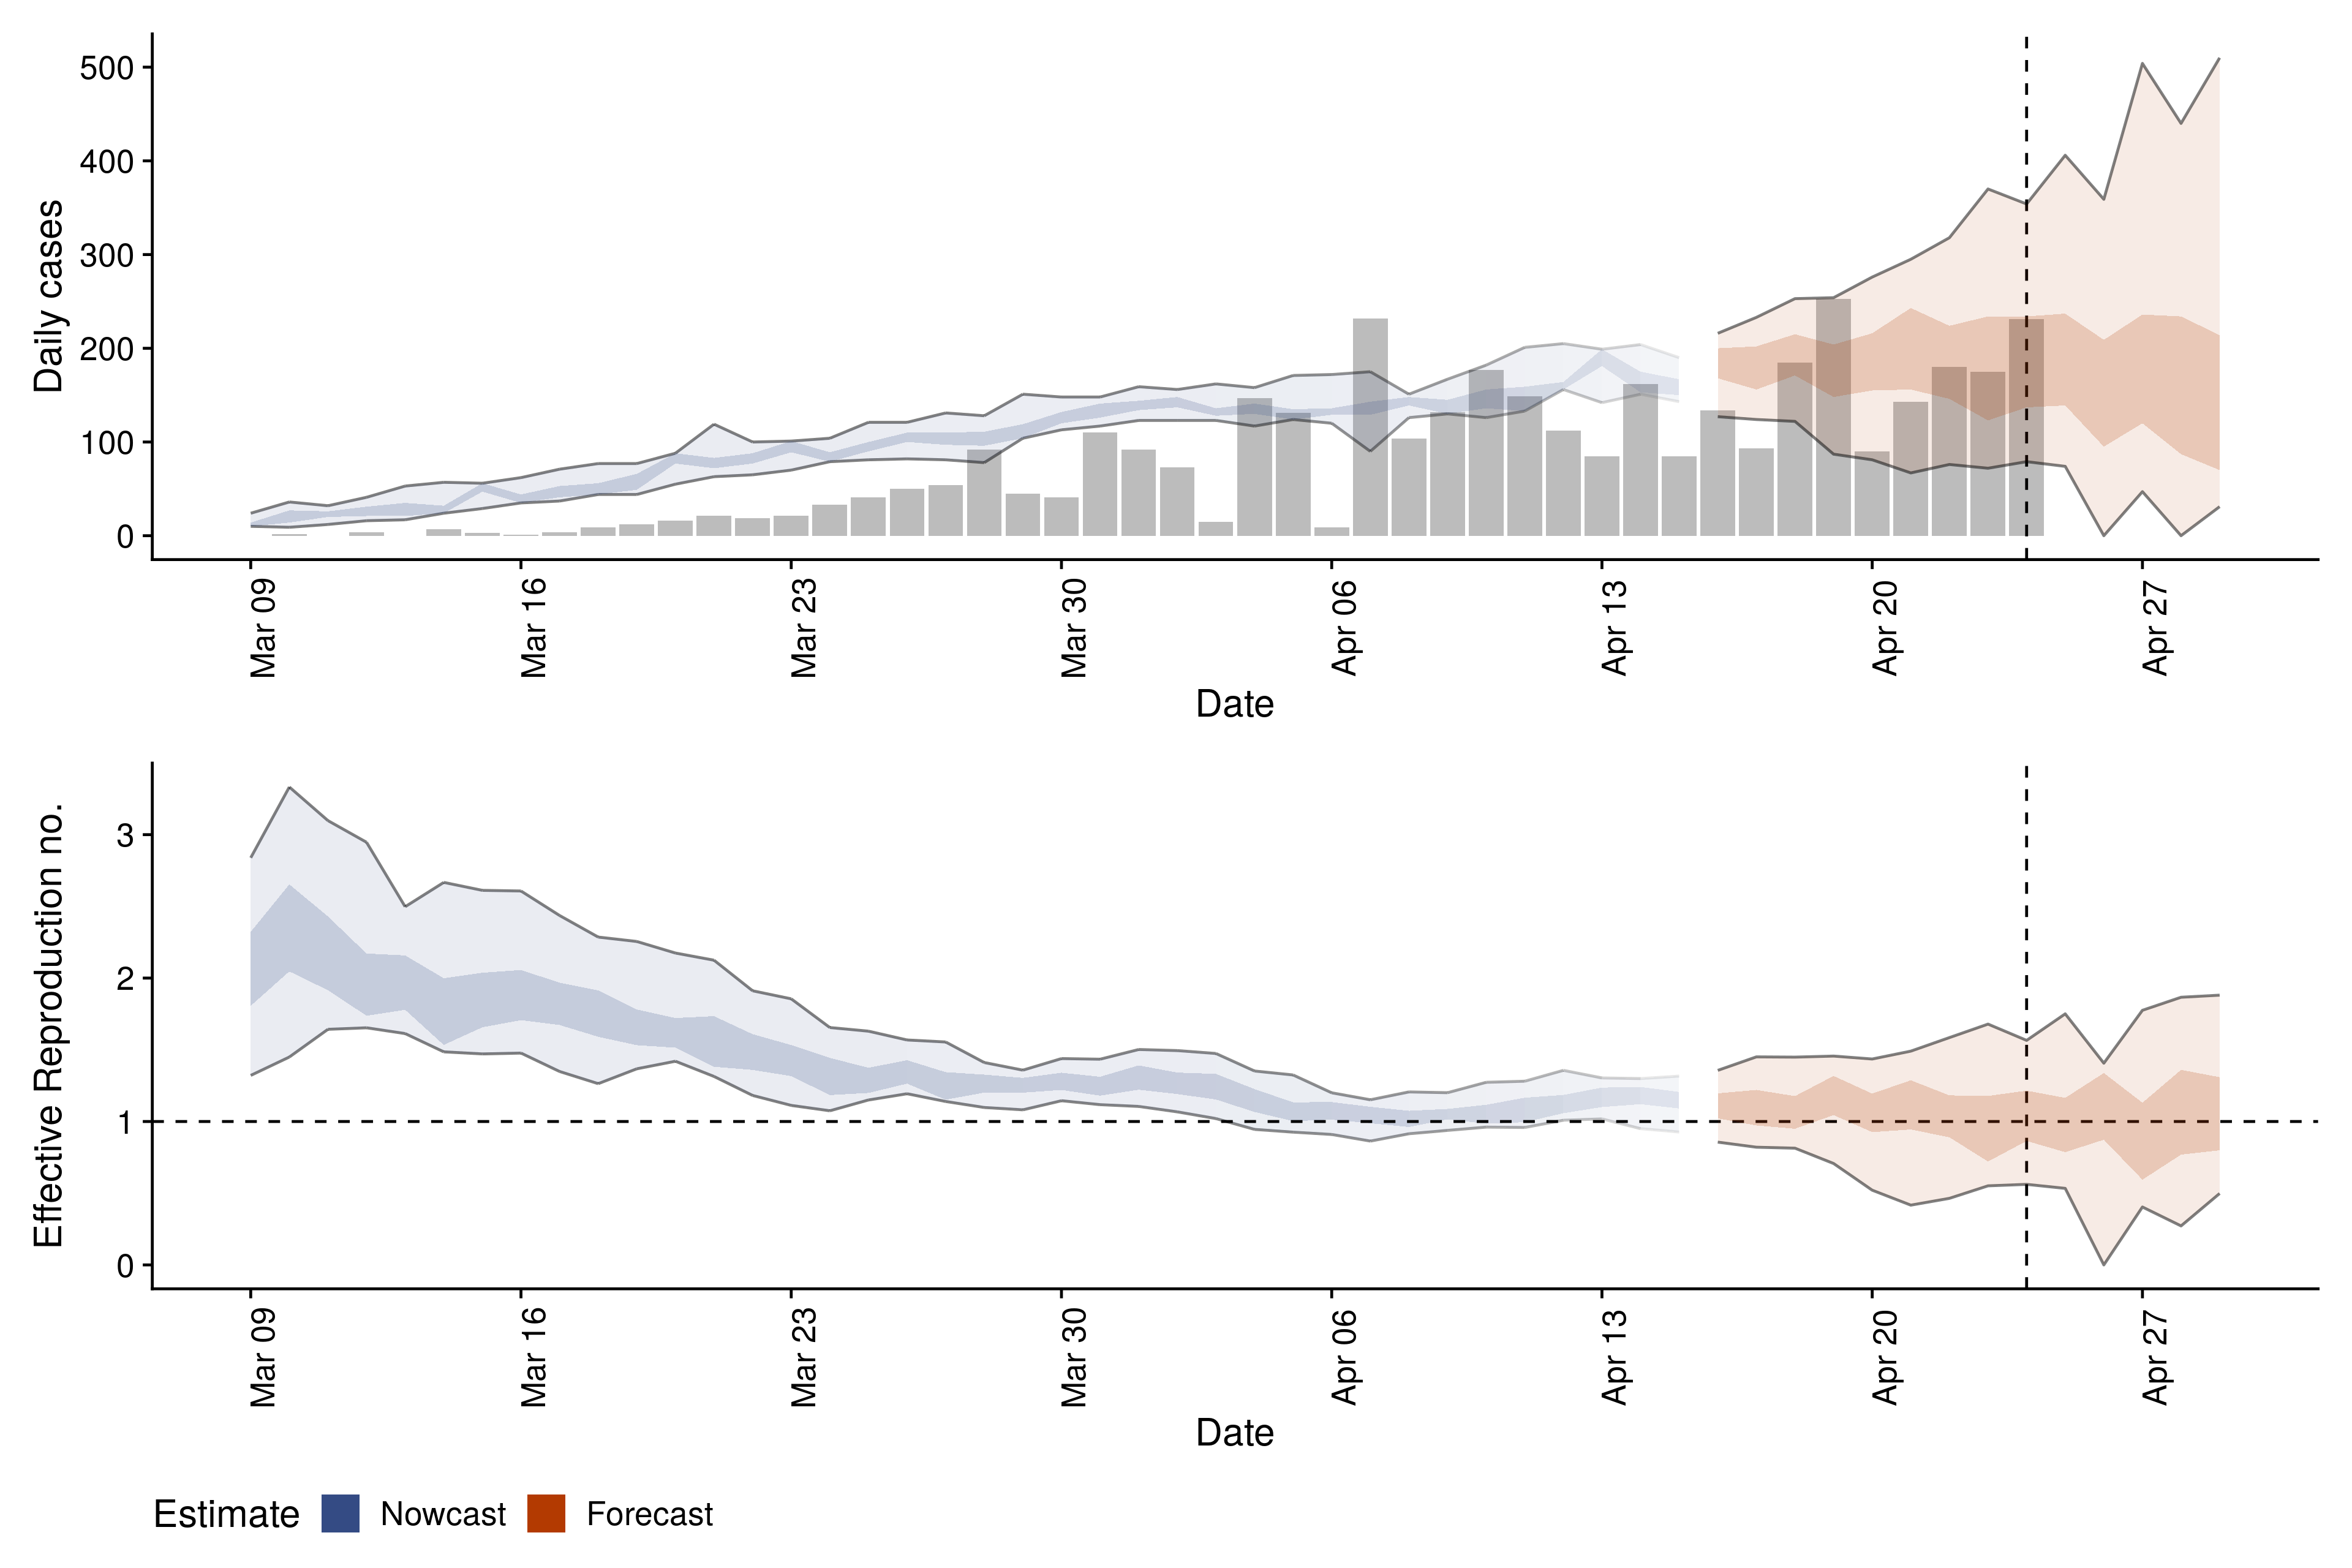 Daily cases
500
400
300
200
100
0
Mar 09
Mar 16
Mar 23
Mar 30
Apr 06
Apr 13
Apr 20
Apr 27
Date
Effective Reproduction no.
3
2
1
0
Mar 09
Mar 16
Mar 23
Mar 30
Apr 06
Apr 13
Apr 20
Apr 27
Date
Estimate Nowcast Forecast